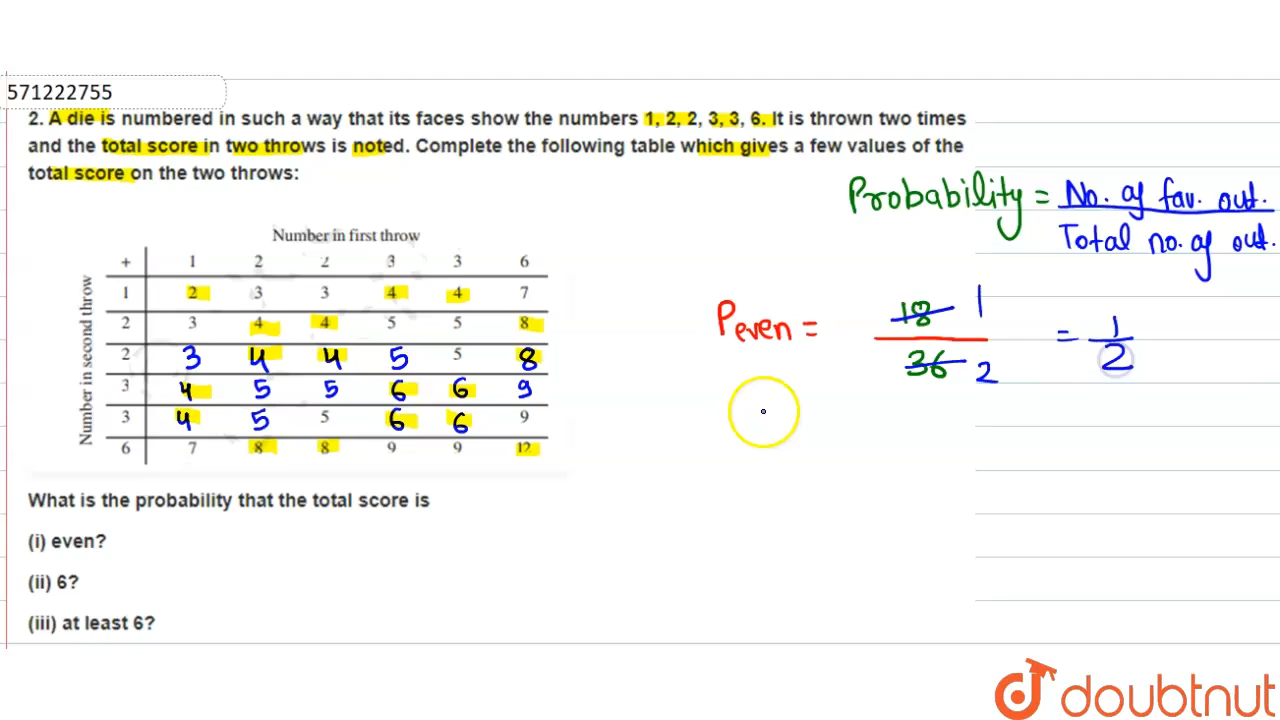 571222755
2. A die is numbered in such a way that its faces show the numbers 1, 2, 2, 3, 3, 6. It is thrown two times
and the total score in two throws is noted. Complete the following table which gives a few values of the
total score on the two throws:
Probability = No. of fav. out.
Total no. of out.
Number in first throw
Number in second throw
+ 1 2 2 3 3 6
1 2 3 3 4 4 7
2 3 4 4 5 5 8
2 3 4 4 5 5 8
3 4 5 5 6 6 9
3 4 5 5 6 6 9
6 7 8 8 9 9 12
Peven = 18 1
36 2
= 1
2
What is the probability that the total score is
(i) even?
(ii) 6?
(iii) at least 6?
doubtnut